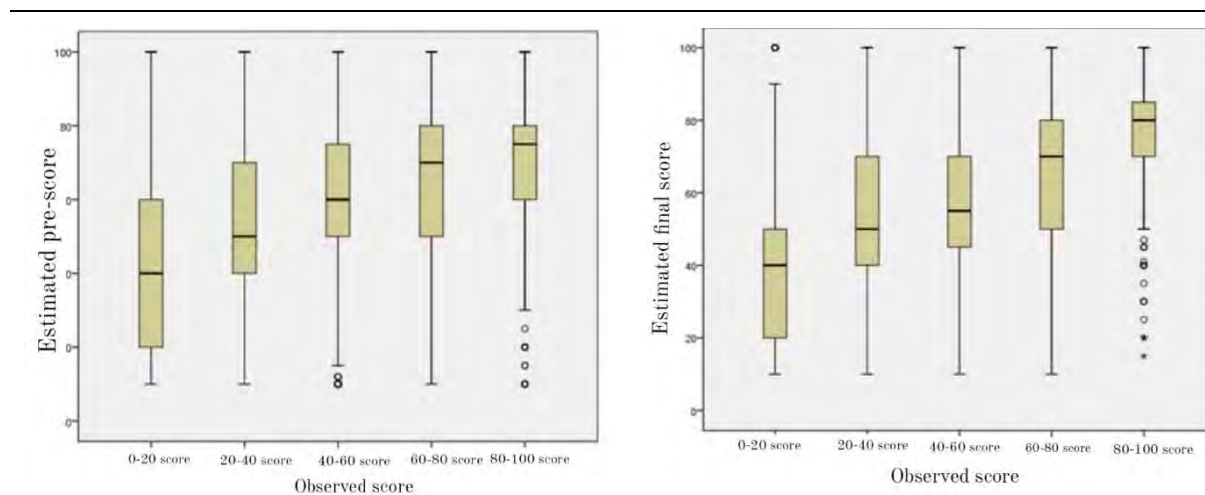 100
80
0
0
0
0
Estimated pre-score
0-20 score
20-40 score
40-60 score
60-80 score
80-100 score
Observed score
100
80
60
40
20
0
Estimated final score
0-20 score
20-40 score
40-60 score
60-80 score
80-100 score
Observed score